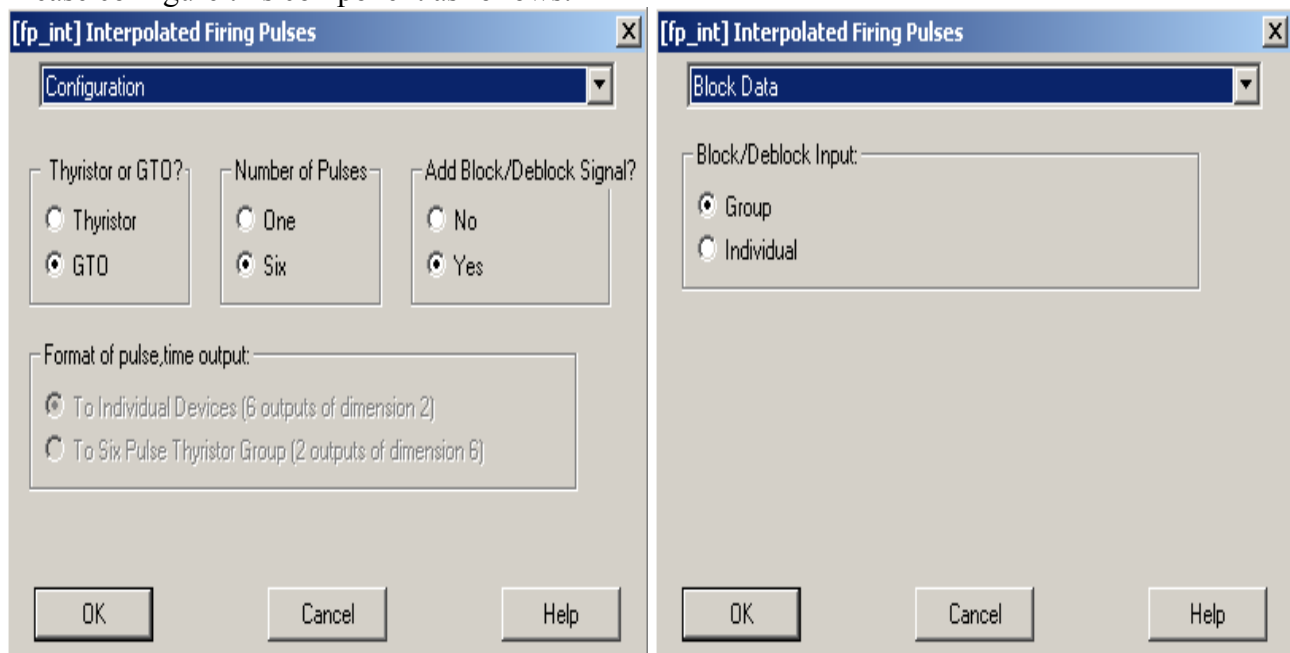 [fp_int] Interpolated Firing Pulses
Configuration
Thyristor or GTO?
Thyristor
GTO
Number of Pulses
One
Six
Add Block/Deblock Signal?
No
Yes
Format of pulse,time output:
To Individual Devices (6 outputs of dimension 2)
To Six Pulse Thyristor Group (2 outputs of dimension 6)
OK
Cancel
Help
[fp_int] Interpolated Firing Pulses
Block Data
Block/Deblock Input:
Group
Individual
OK
Cancel
Help